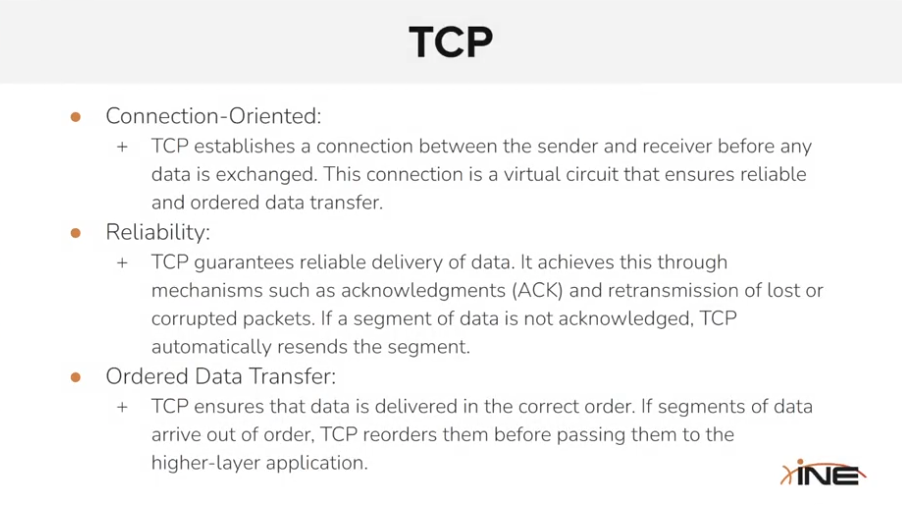 TCP
● Connection-Oriented:
+ TCP establishes a connection between the sender and receiver before any
data is exchanged. This connection is a virtual circuit that ensures reliable
and ordered data transfer.
● Reliability:
+ TCP guarantees reliable delivery of data. It achieves this through
mechanisms such as acknowledgments (ACK) and retransmission of lost or
corrupted packets. If a segment of data is not acknowledged, TCP
automatically resends the segment.
● Ordered Data Transfer:
+ TCP ensures that data is delivered in the correct order. If segments of data
arrive out of order, TCP reorders them before passing them to the
higher-layer application.
INE